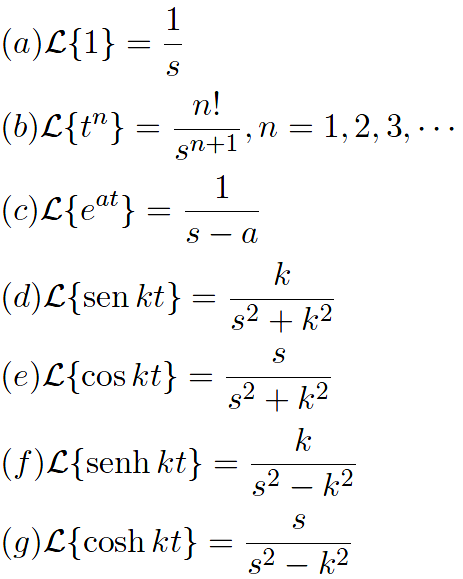 (a)𝓛{1} = 1/s
(b)𝓛{tⁿ} = n!/sⁿ⁺¹, n = 1, 2, 3, ⋯
(c)𝓛{eᵃᵗ} = 1/(s − a)
(d)𝓛{sen kt} = k/(s² + k²)
(e)𝓛{cos kt} = s/(s² + k²)
(f)𝓛{senh kt} = k/(s² − k²)
(g)𝓛{cosh kt} = s/(s² − k²)